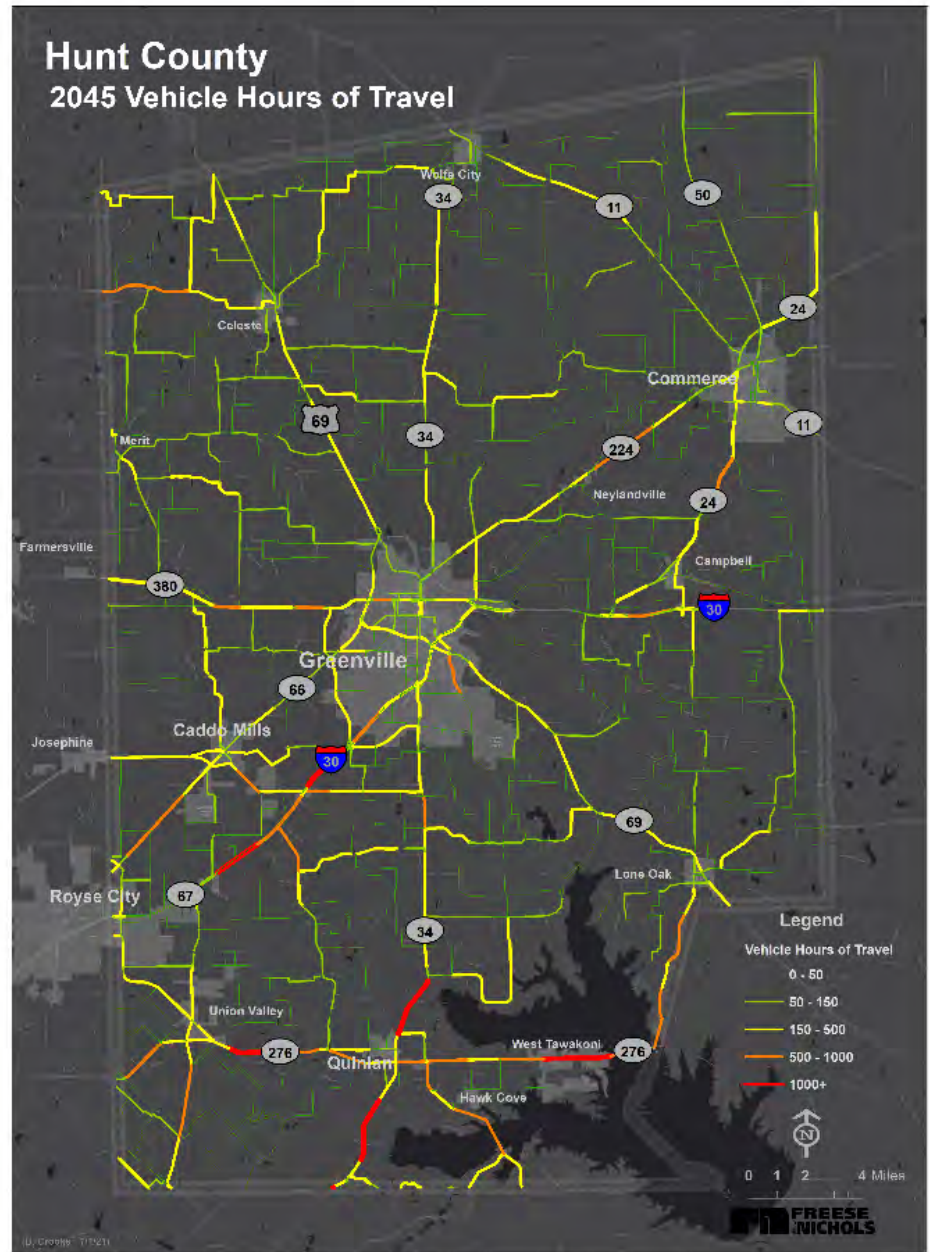 Hunt County
2045 Vehicle Hours of Travel
Wolfe City
34
11
50
24
Celeste
Commerce
69
34
224
11
Merit
Neylandville
24
Farmersville
Campbell
380
30
Greenville
66
Caddo Mills
Josephine
30
69
Lone Oak
Royse City
67
34
Legend
Vehicle Hours of Travel
0 - 50
50 - 150
150 - 500
500 - 1000
1000+
Union Valley
276
Quinlan
West Tawakoni
276
Hawk Cove
N
0 1 2 4 Miles
FREESE
NICHOLS